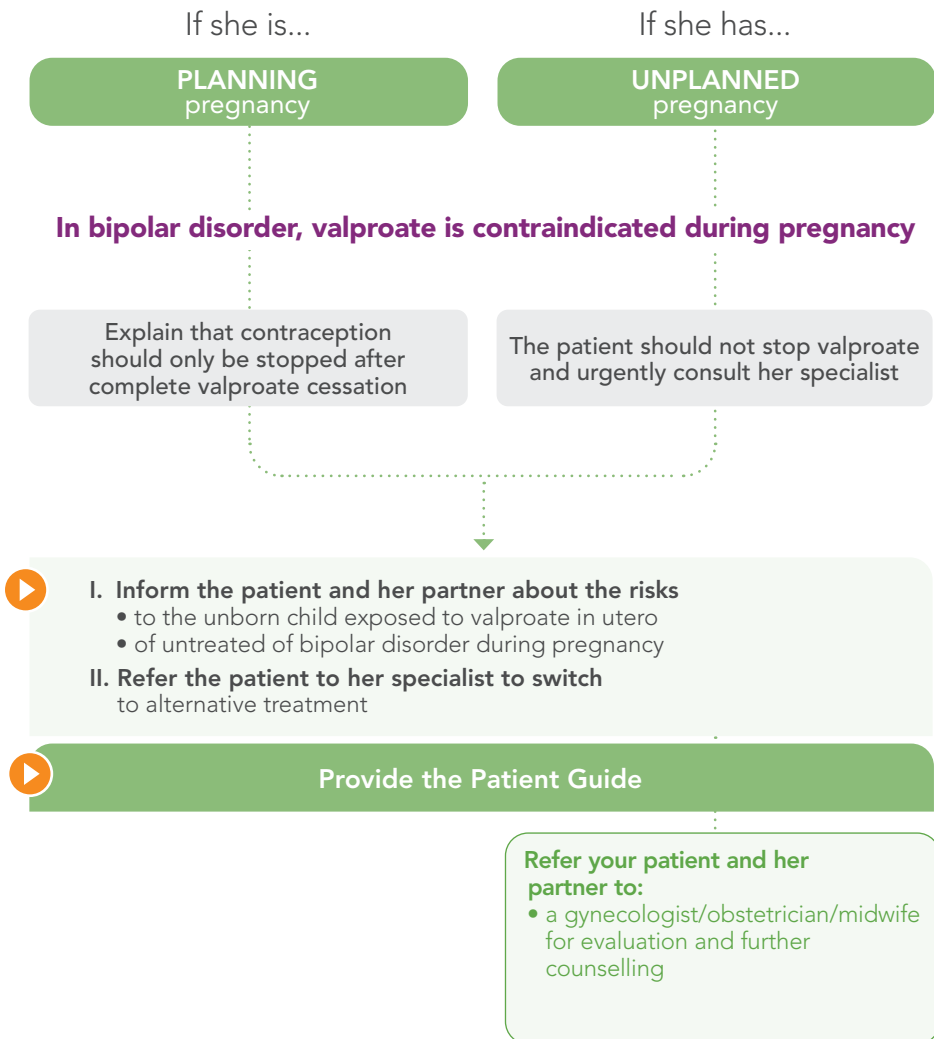 If she is...
If she has...
PLANNING
pregnancy
UNPLANNED
pregnancy
In bipolar disorder, valproate is contraindicated during pregnancy
Explain that contraception
should only be stopped after
complete valproate cessation
The patient should not stop valproate
and urgently consult her specialist
I. Inform the patient and her partner about the risks
• to the unborn child exposed to valproate in utero
• of untreated of bipolar disorder during pregnancy
II. Refer the patient to her specialist to switch
to alternative treatment
Provide the Patient Guide
Refer your patient and her
partner to:
• a gynecologist/obstetrician/midwife
for evaluation and further
counselling